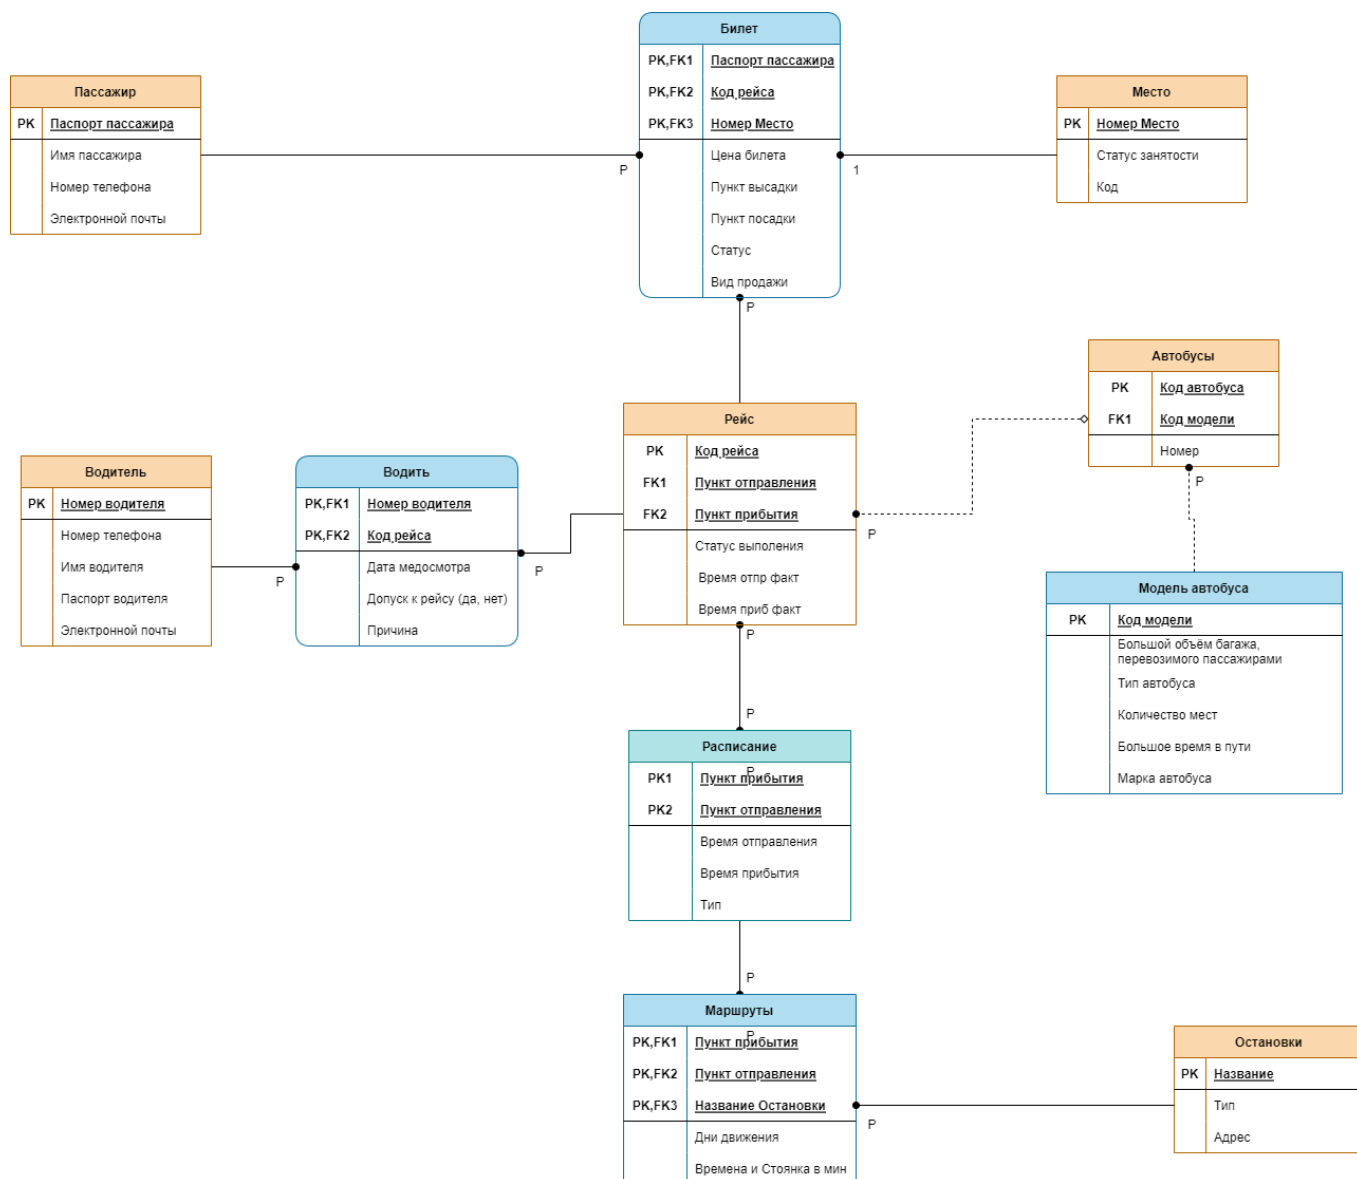 Билет
PK,FK1 Паспорт пассажира
PK,FK2 Код рейса
PK,FK3 Номер Место
Цена билета
Пункт высадки
Пункт посадки
Статус
Вид продажи
Пассажир
PK Паспорт пассажира
Имя пассажира
Номер телефона
Электронной почты
P
Место
PK Номер Место
Статус занятости
Код
1
P
Автобусы
PK Код автобуса
FK1 Код модели
Номер
P
Рейс
PK Код рейса
FK1 Пункт отправления
FK2 Пункт прибытия
Статус выполения
Время отпр факт
Время приб факт
P
P
Водитель
PK Номер водителя
Номер телефона
Имя водителя
Паспорт водителя
Электронной почты
P
Водить
PK,FK1 Номер водителя
PK,FK2 Код рейса
Дата медосмотра
Допуск к рейсу (да, нет)
Причина
P
Модель автобуса
PK Код модели
Большой объём багажа,
перевозимого пассажирами
Тип автобуса
Количество мест
Большое время в пути
Марка автобуса
P
Расписание
P
PK1 Пункт прибытия
PK2 Пункт отправления
Время отправления
Время прибытия
Тип
P
Маршруты
P
PK,FK1 Пункт прибытия
PK,FK2 Пункт отправления
PK,FK3 Название Остановки
Дни движения
Времена и Стоянка в мин
P
Остановки
PK Название
Тип
Адрес